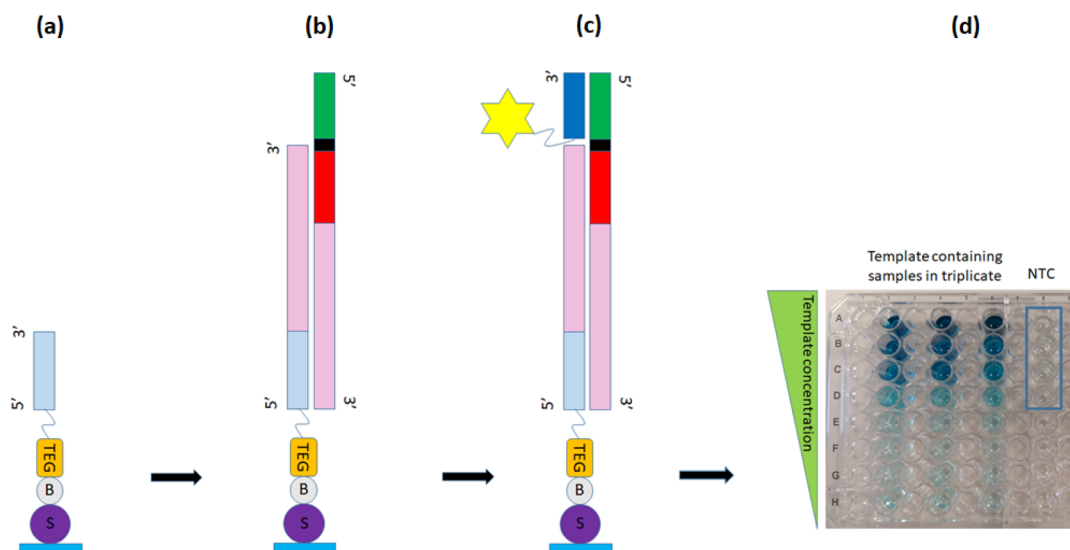 (a)
(b)
(c)
(d)
3’
5’
TEG
B
S
5’
3’
5’
3’
TEG
B
S
3’
5’
5’
3’
TEG
B
S
Template containing
samples in triplicate
NTC
Template concentration
A
B
C
D
E
F
G
H